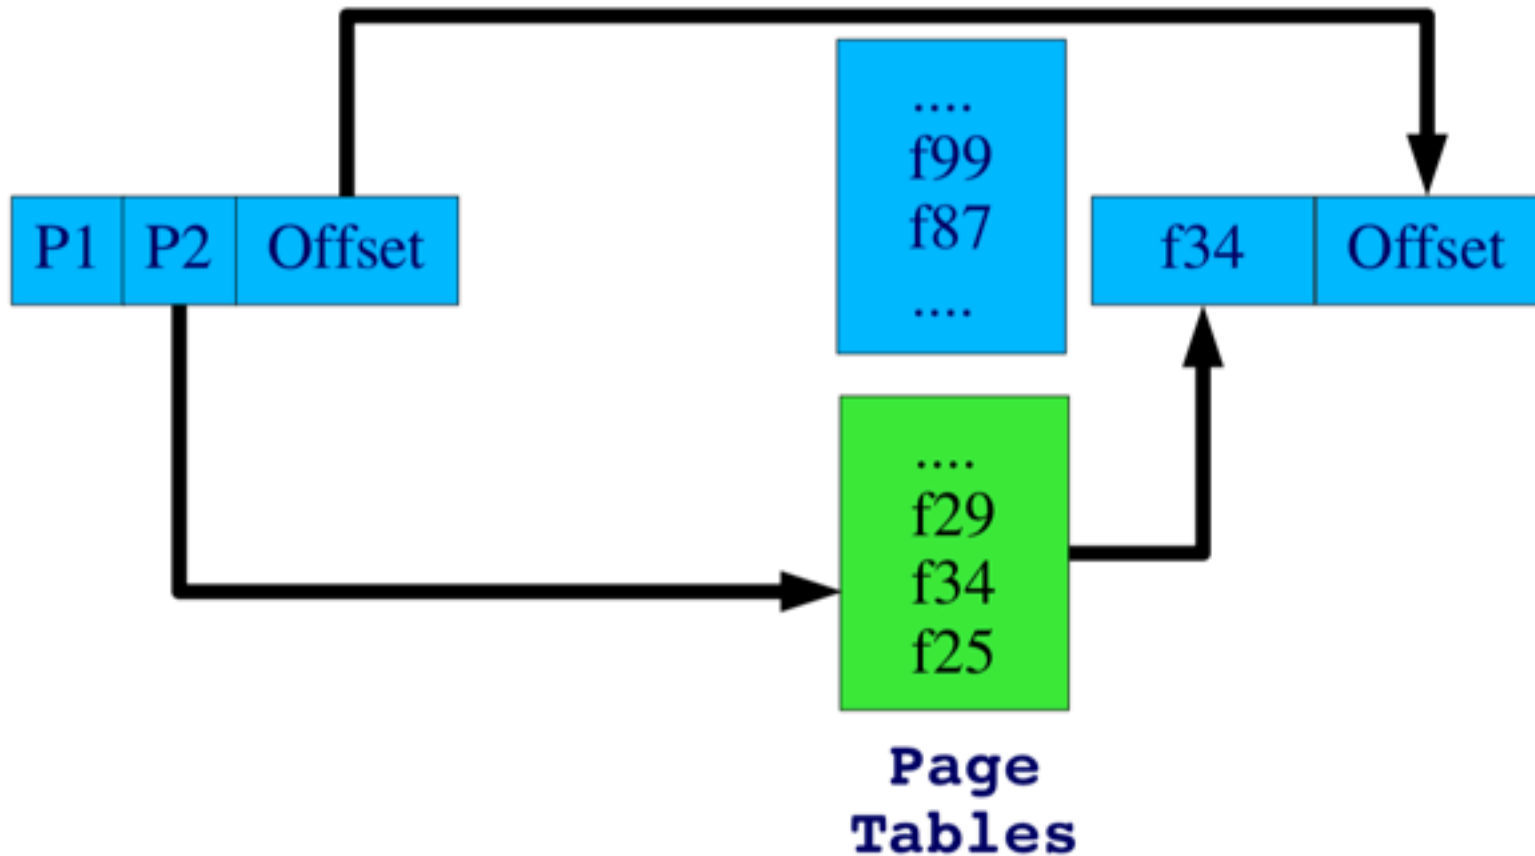 P1 P2 Offset
....
f99
f87
....
f34 Offset
....
f29
f34
f25
Page
Tables